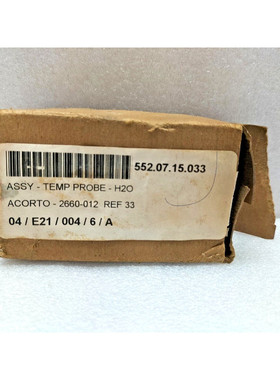 552.07.15.033
ASSY - TEMP PROBE - H2O
ACORTO - 2660-012 REF 33
04 / E21 / 004 / 6 / A